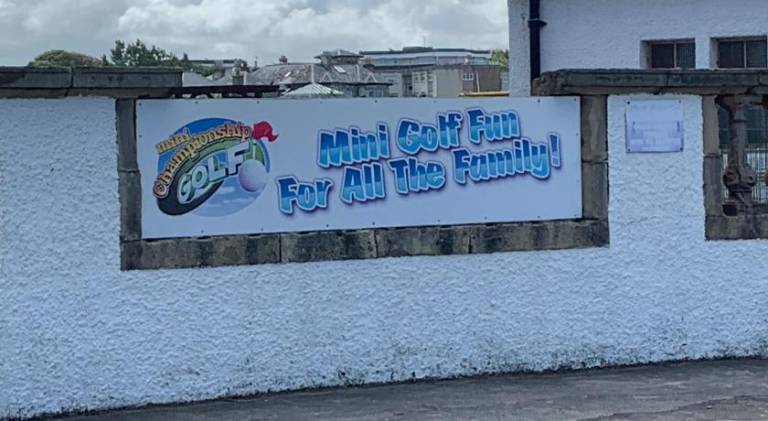 mini
Championship
GOLF
Mini Golf Fun
For All The Family!